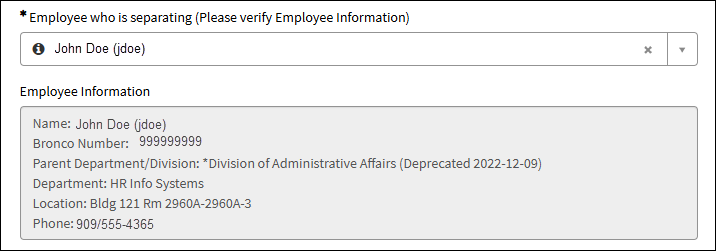 * Employee who is separating (Please verify Employee Information)
John Doe (jdoe)
Employee Information
Name: John Doe (jdoe)
Bronco Number: 999999999
Parent Department/Division: *Division of Administrative Affairs (Deprecated 2022-12-09)
Department: HR Info Systems
Location: Bldg 121 Rm 2960A-2960A-3
Phone: 909/555-4365